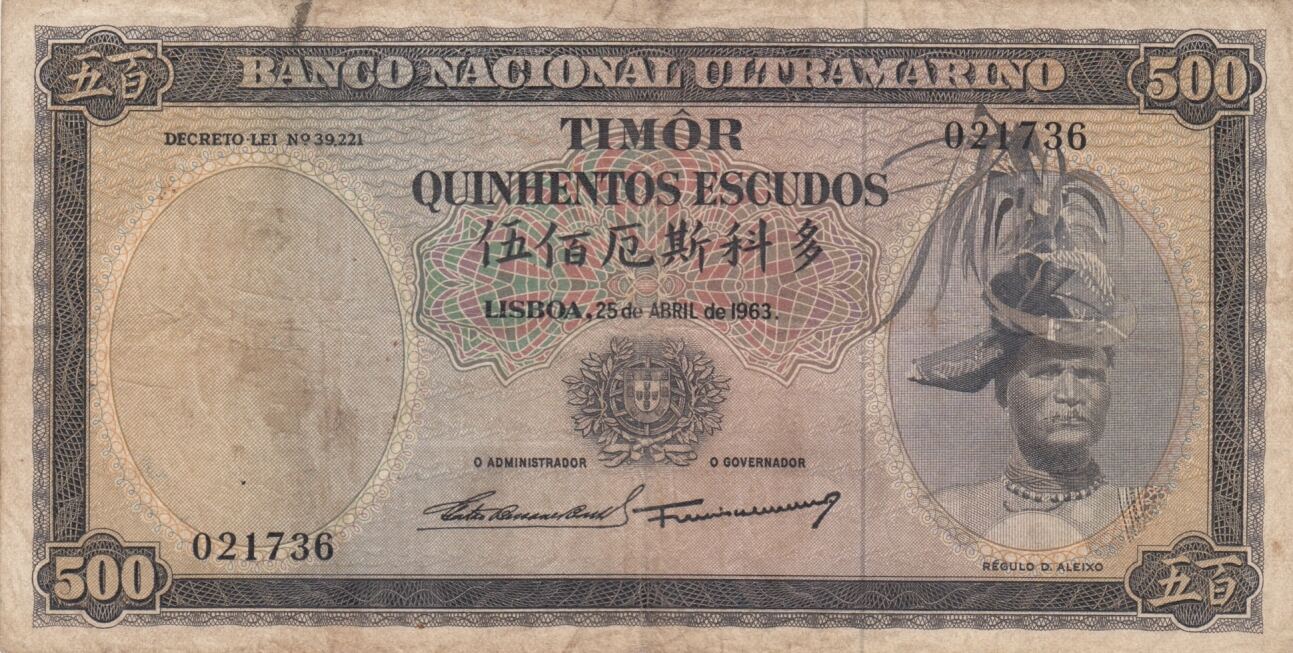 五百 BANCO NACIONAL ULTRAMARINO 500
DECRETO-LEI Nº 39,221
TIMÔR
021736
QUINHENTOS ESCUDOS
伍佰厄斯科多
LISBOA, 25 de ABRIL de 1963.
O ADMINISTRADOR O GOVERNADOR
021736
RÉGULO D. ALEIXO
500 五百